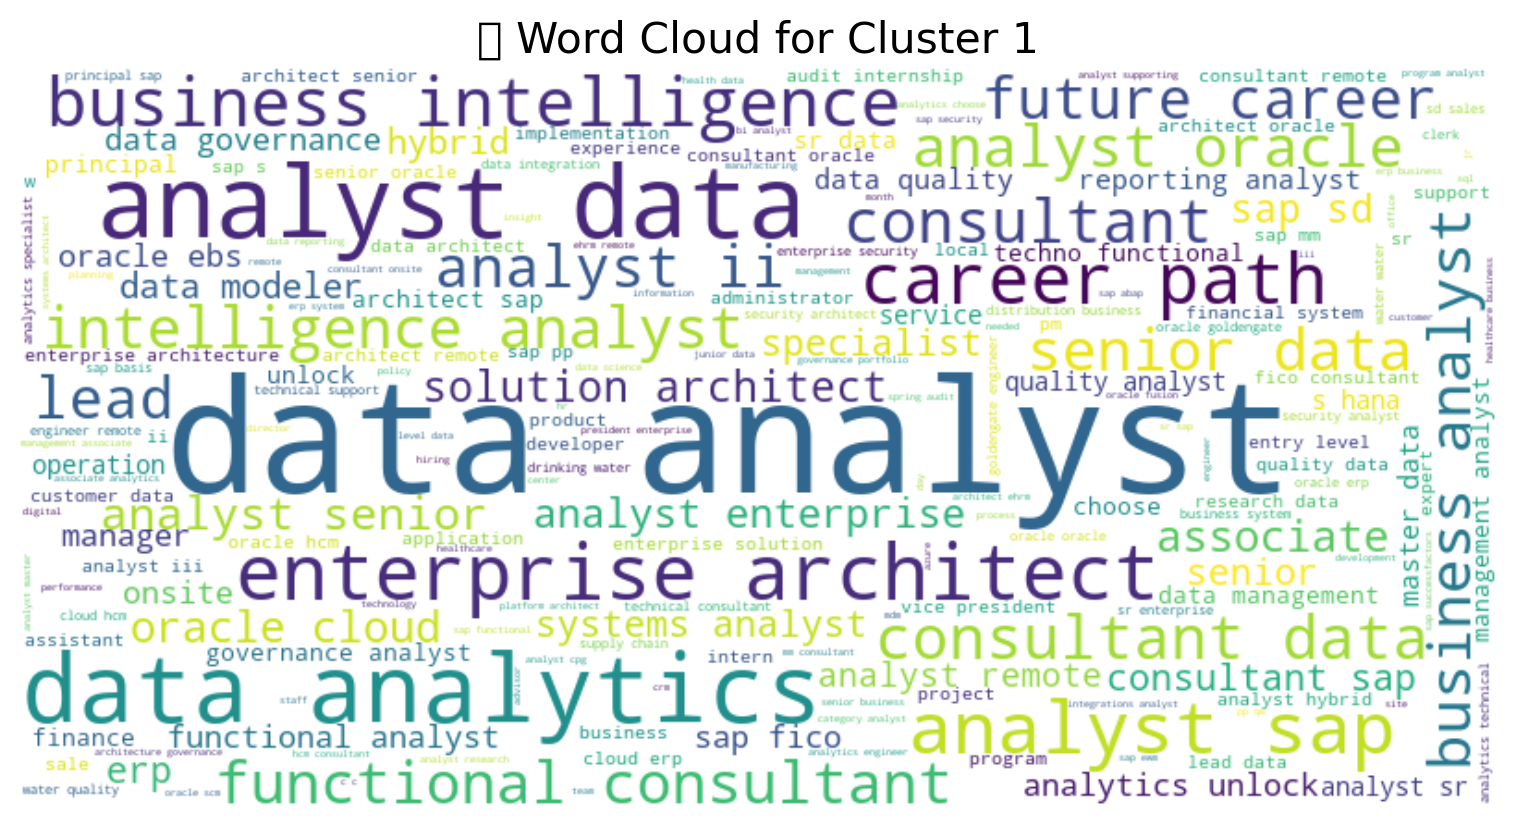 Word Cloud for Cluster 1
principal sap
architect senior
health data
audit internship
analyst supporting
consultant remote
program analyst
business intelligence
future career
analytics choose
sd sales
sap security
data governance
hybrid
implementation
bi analyst
sr data
analyst oracle
architect oracle
clerk
experience
consultant oracle
principal
sap s
senior oracle
data integration
manufacturing
jr
erp business
sql
w
analyst data
data quality
reporting analyst
support
month
office
consultant
sap sd
insight
analytics specialist
systems architect
data reporting
data architect
ehrm remote
enterprise security
local
techno functional
sap mm
sr
iii
oracle ebs
remote
consultant onsite
analyst ii
management
career path
water water
planning
data modeler
erp system
architect sap
information
administrator
sap abap
service
distribution business
financial system
customer
healthcare business
intelligence analyst
security architect
needed
pm
oracle goldengate
specialist
senior data
enterprise architecture
architect remote
sap pp
junior data
governance portfolio
sap basis
policy
data science
unlock
technical support
solution architect
spring audit
goldengate engineer
quality analyst
oracle fusion
fico consultant
s hana
security analyst
business analyst
lead
data analyst
hr
product
president enterprise
director
level data
developer
sr sap
engineer remote
ii
management associate
hiring
drinking water
center
entry level
operation
associate analytics
quality data
oracle erp
engineer
master data
expert
management analyst
customer data
digital
analyst senior
analyst enterprise
day
architect ehrm
process
choose
research data
business system
manager
oracle hcm
application
healthcare
enterprise solution
oracle oracle
associate
azure
development
analyst iii
enterprise architect
senior
performance
onsite
analyst master
technology
platform architect
technical consultant
vice president
mdm
data management
sr enterprise
sap successfactors
cloud hcm
oracle cloud
sap functional
systems analyst
supply chain
consultant data
assistant
governance analyst
analyst cpg
intern
mm consultant
data analytics
advisor
crm
analyst remote
consultant sap
staff
senior business
project
integrations analyst
analyst hybrid
site
pp qm
category analyst
finance
functional analyst
business
sap fico
analyst sap
analytics technical
architecture governance
hcm consultant
analyst research
cloud erp
analytics engineer
program
sap ewm
lead data
sale
erp
functional consultant
c c
team
water quality
oracle scm
analytics unlock
analyst sr